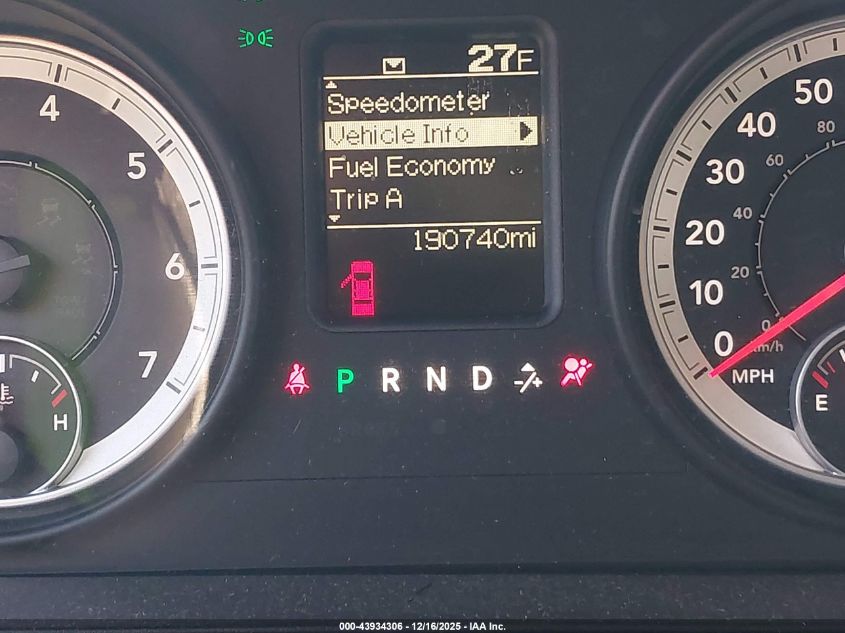 27F
Speedometer
Vehicle Info
Fuel Economy
Trip A
190740mi
4
5
6
7
H
P R N D
50
40
30
20
10
0
MPH
80
60
40
20
0
km/h
E
000-43934306 - 12/16/2025 - IAA Inc.